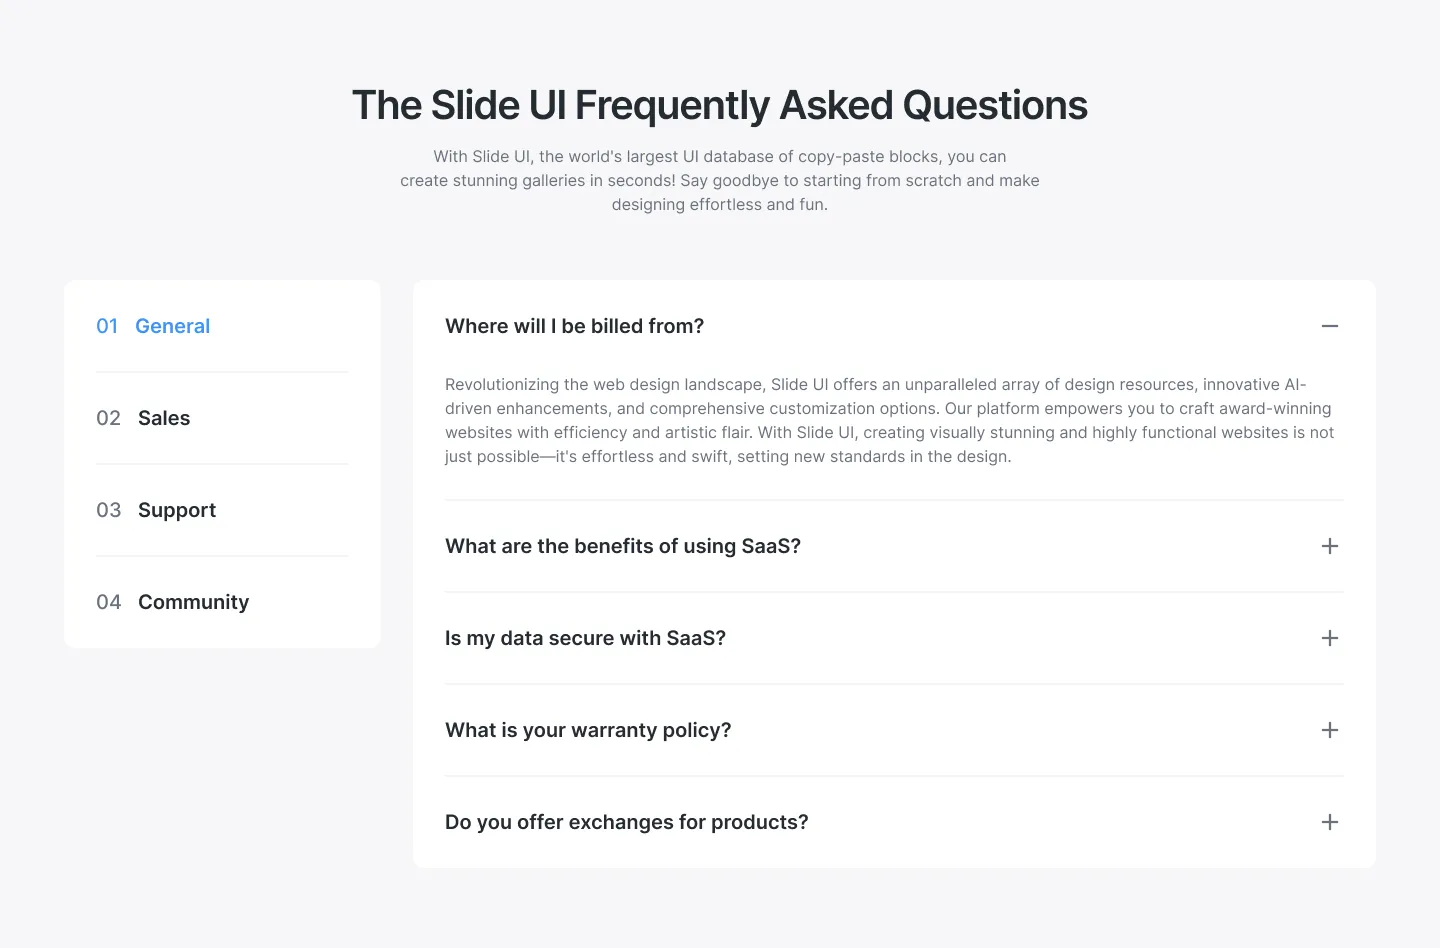 The Slide UI Frequently Asked Questions
With Slide UI, the world's largest UI database of copy-paste blocks, you can
create stunning galleries in seconds! Say goodbye to starting from scratch and make
designing effortless and fun.
01 General
02 Sales
03 Support
04 Community
Where will I be billed from?
Revolutionizing the web design landscape, Slide UI offers an unparalleled array of design resources, innovative AI-
driven enhancements, and comprehensive customization options. Our platform empowers you to craft award-winning
websites with efficiency and artistic flair. With Slide UI, creating visually stunning and highly functional websites is not
just possible—it's effortless and swift, setting new standards in the design.
What are the benefits of using SaaS?
Is my data secure with SaaS?
What is your warranty policy?
Do you offer exchanges for products?